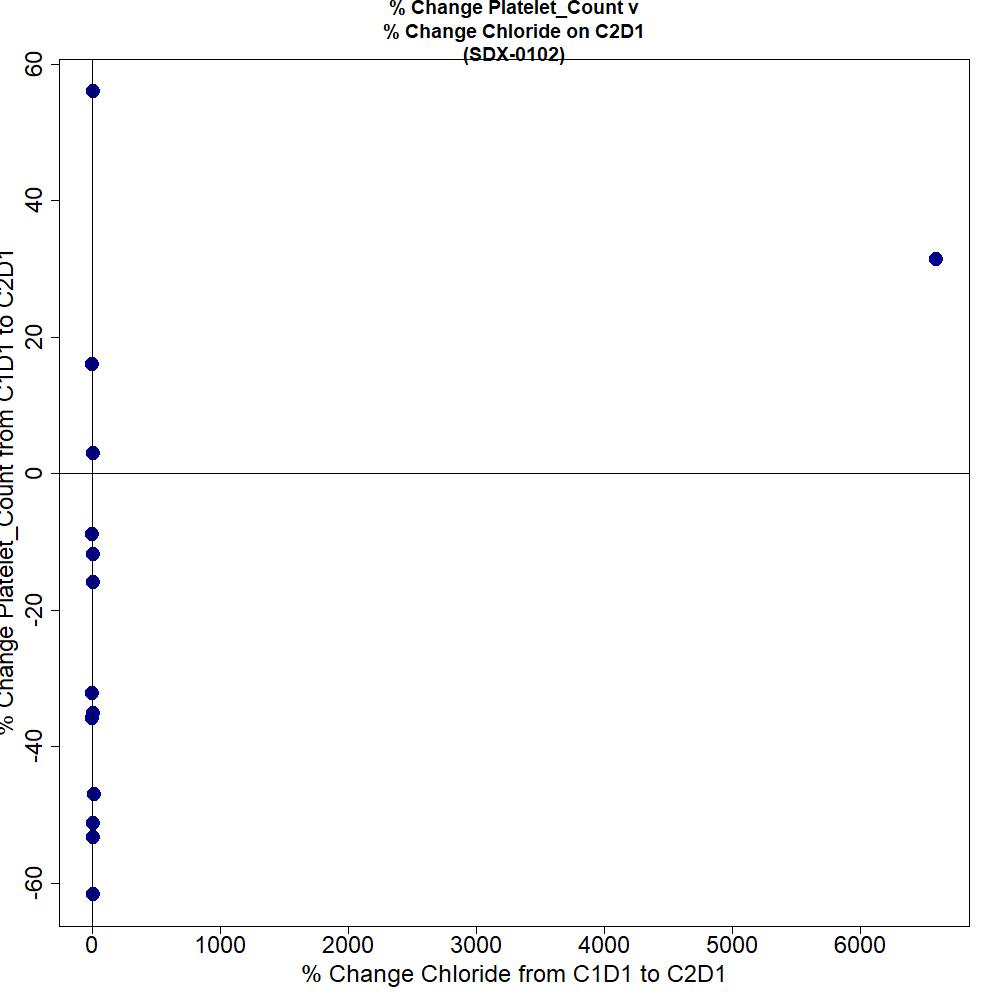 % Change Platelet_Count v
% Change Chloride on C2D1
(SDX-0102)
% Change Platelet_Count from C1D1 to C2D1
60
40
20
0
-20
-40
-60
0
1000
2000
3000
4000
5000
6000
% Change Chloride from C1D1 to C2D1